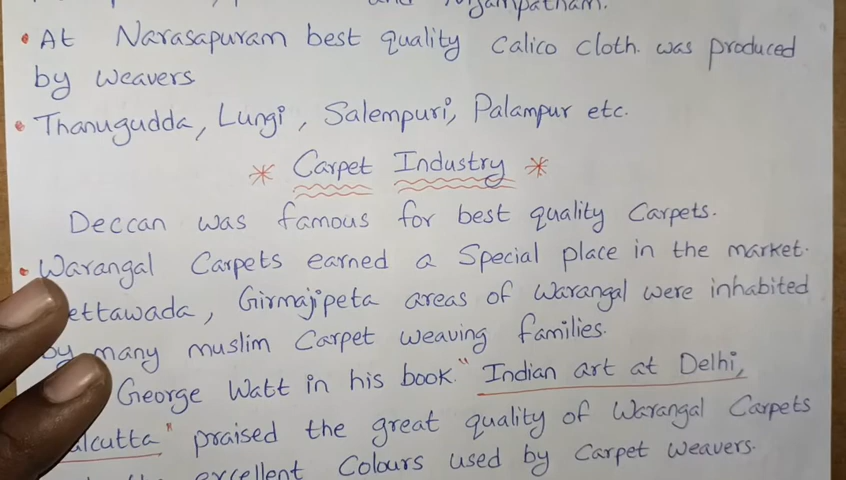 and Nizampatnam.
• At Narasapuram best quality Calico cloth. was produced
by weavers
• Thanugudda, Lungi, Salempuri, Palampur etc.
* Carpet Industry *
Deccan was famous for best quality Carpets.
• Warangal Carpets earned a Special place in the market.
ettawada, Girmajipeta areas of Warangal were inhabited
by many muslim Carpet weaving families.
George Watt in his book. "Indian art at Delhi,
alcutta" praised the great quality of Warangal Carpets
excellent Colours used by Carpet weavers.